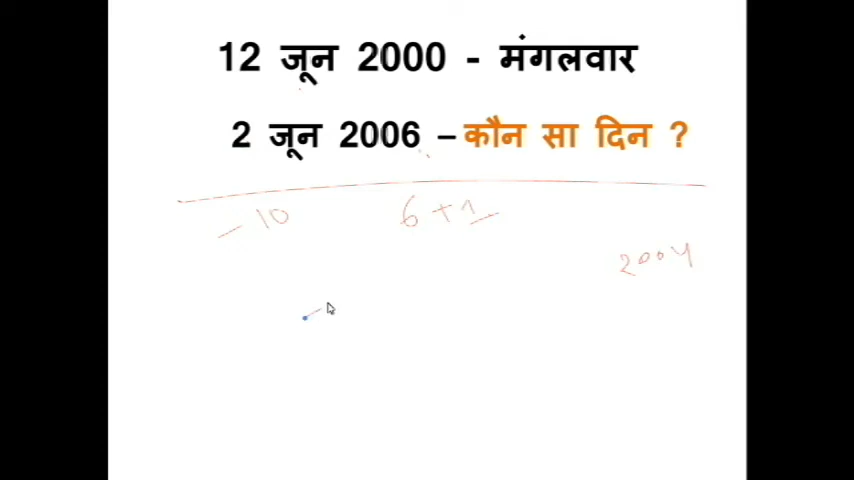 12 जून 2000 - मंगलवार
2 जून 2006 – कौन सा दिन ?
- 10 6 + 1
2004